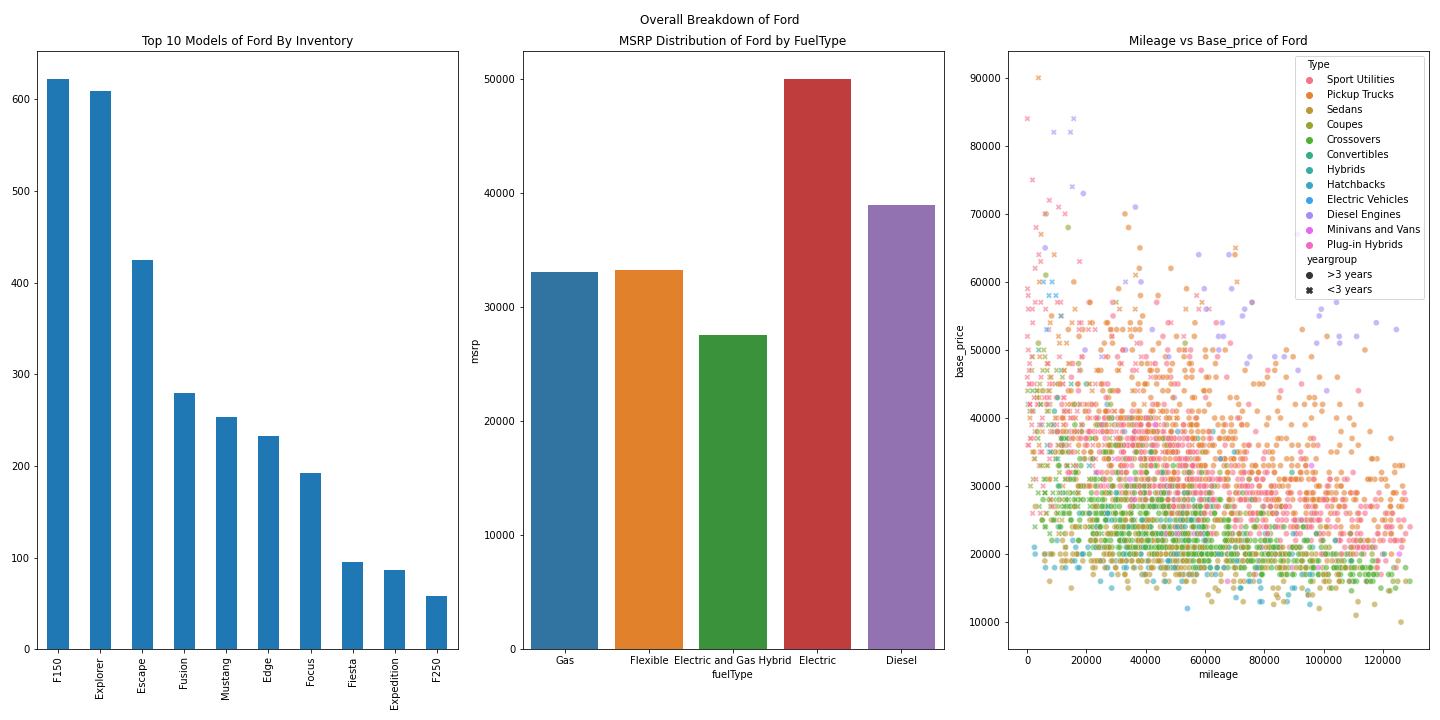 Overall Breakdown of Ford
Top 10 Models of Ford By Inventory
600
500
400
300
200
100
0
F150
Explorer
Escape
Fusion
Mustang
Edge
Focus
Fiesta
Expedition
F250
MSRP Distribution of Ford by FuelType
50000
40000
30000
20000
10000
0
msrp
Gas
Flexible
Electric and Gas Hybrid
Electric
Diesel
fuelType
Mileage vs Base_price of Ford
90000
80000
70000
60000
50000
40000
30000
20000
10000
base_price
0
20000
40000
60000
80000
100000
120000
mileage
Type
Sport Utilities
Pickup Trucks
Sedans
Coupes
Crossovers
Convertibles
Hybrids
Hatchbacks
Electric Vehicles
Diesel Engines
Minivans and Vans
Plug-in Hybrids
yeargroup
>3 years
<3 years